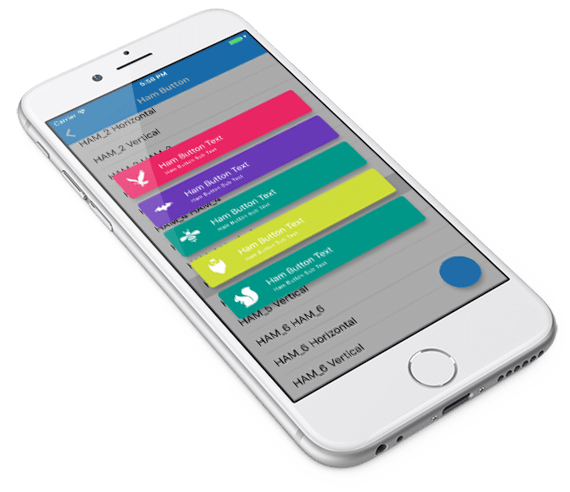 Carrier 5:58 PM
Ham Button
HAM_2 Horizontal
HAM_2 Vertical
Ham Button Text
Ham Button Sub Text
Ham Button Text
Ham Button Sub Text
Ham Button Text
Ham Button Sub Text
Ham Button Text
Ham Button Sub Text
Ham Button Text
Ham Button Sub Text
HAM_5 Vertical
HAM_6 HAM_6
HAM_6 Horizontal
HAM_6 Vertical